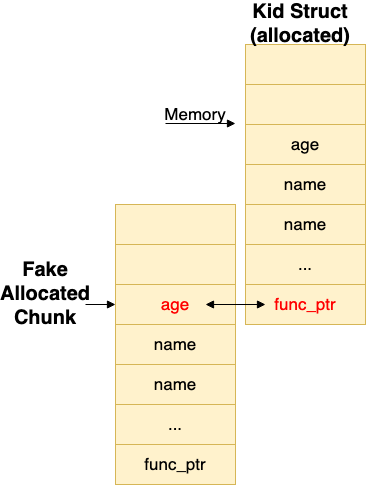 Kid Struct
(allocated)
Memory
age
name
name
...
func_ptr
Fake
Allocated
Chunk
age
name
name
...
func_ptr